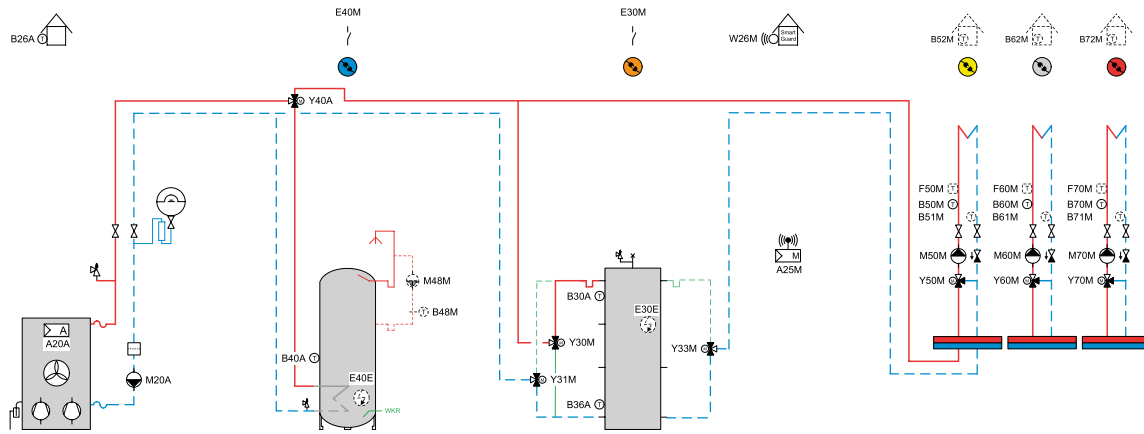 E40M
E30M
B26A T
W26M
Smart
Guard
B52M T
B62M T
B72M T
Y40A
M
F50M T
F60M T
F70M T
B50M T
B60M T
B70M T
B51M T
B61M T
B71M T
M50M
M60M
M70M
Y50M M
Y60M M
Y70M M
M
A25M
M48M
B48M
T
B30A T
E30E
A
A20A
Y30M
M
Y33M M
B40A T
Y31M
M
M20A
E40E
B36A T
WKR